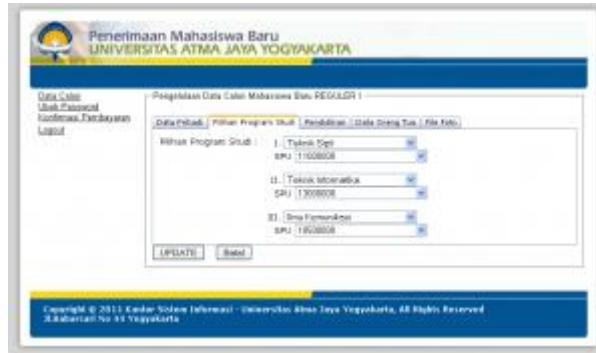 Penerimaan Mahasiswa Baru
UNIVERSITAS ATMA JAYA YOGYAKARTA
Data Calon
Ubah Password
Konfirmasi Pembayaran
Logout
Pengelolaan Data Calon Mahasiswa Baru REGULER I
Data Pribadi Pilihan Program Studi Pendidikan Data Orang Tua File Foto
Pilihan Program Studi : I. Teknik Sipil
SPU 11000000
II. Teknik Informatika
SPU 13000000
III. Ilmu Komunikasi
SPU
UPDATE Batal
Copyright © 2011 Kantor Sistem Informasi - Universitas Atma Jaya Yogyakarta, All Rights Reserved
Jl.Babarsari No 44 Yogyakarta